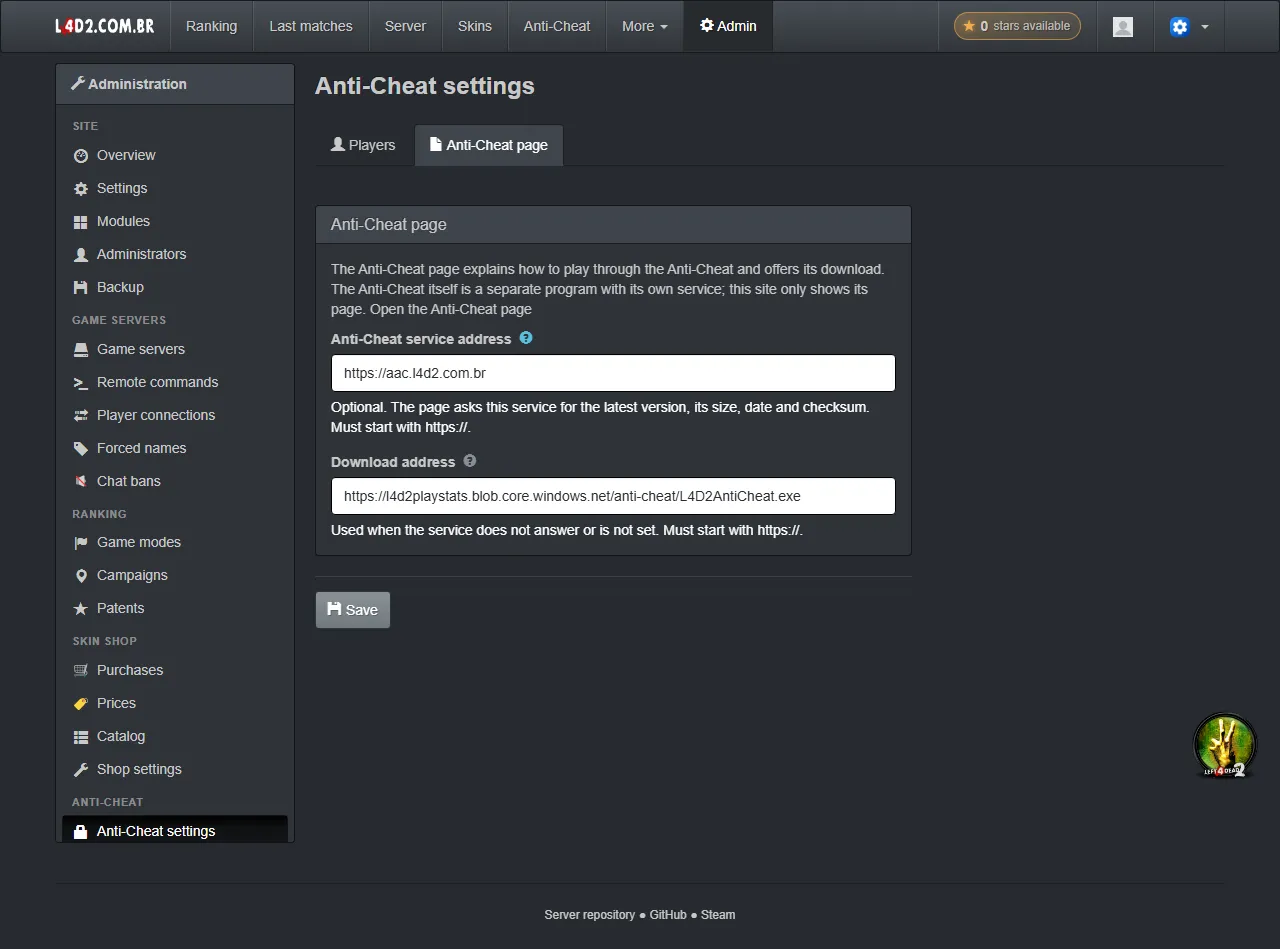 L4D2.COM.BR
Ranking
Last matches
Server
Skins
Anti-Cheat
More
Admin
0 stars available
Administration
SITE
Overview
Settings
Modules
Administrators
Backup
GAME SERVERS
Game servers
Remote commands
Player connections
Forced names
Chat bans
RANKING
Game modes
Campaigns
Patents
SKIN SHOP
Purchases
Prices
Catalog
Shop settings
ANTI-CHEAT
Anti-Cheat settings
Anti-Cheat settings
Players
Anti-Cheat page
Anti-Cheat page
The Anti-Cheat page explains how to play through the Anti-Cheat and offers its download.
The Anti-Cheat itself is a separate program with its own service; this site only shows its
page. Open the Anti-Cheat page
Anti-Cheat service address
https://aac.l4d2.com.br
Optional. The page asks this service for the latest version, its size, date and checksum.
Must start with https://.
Download address
https://l4d2playstats.blob.core.windows.net/anti-cheat/L4D2AntiCheat.exe
Used when the service does not answer or is not set. Must start with https://.
Save
LEFT 4 DEAD 2
Server repository ● GitHub ● Steam